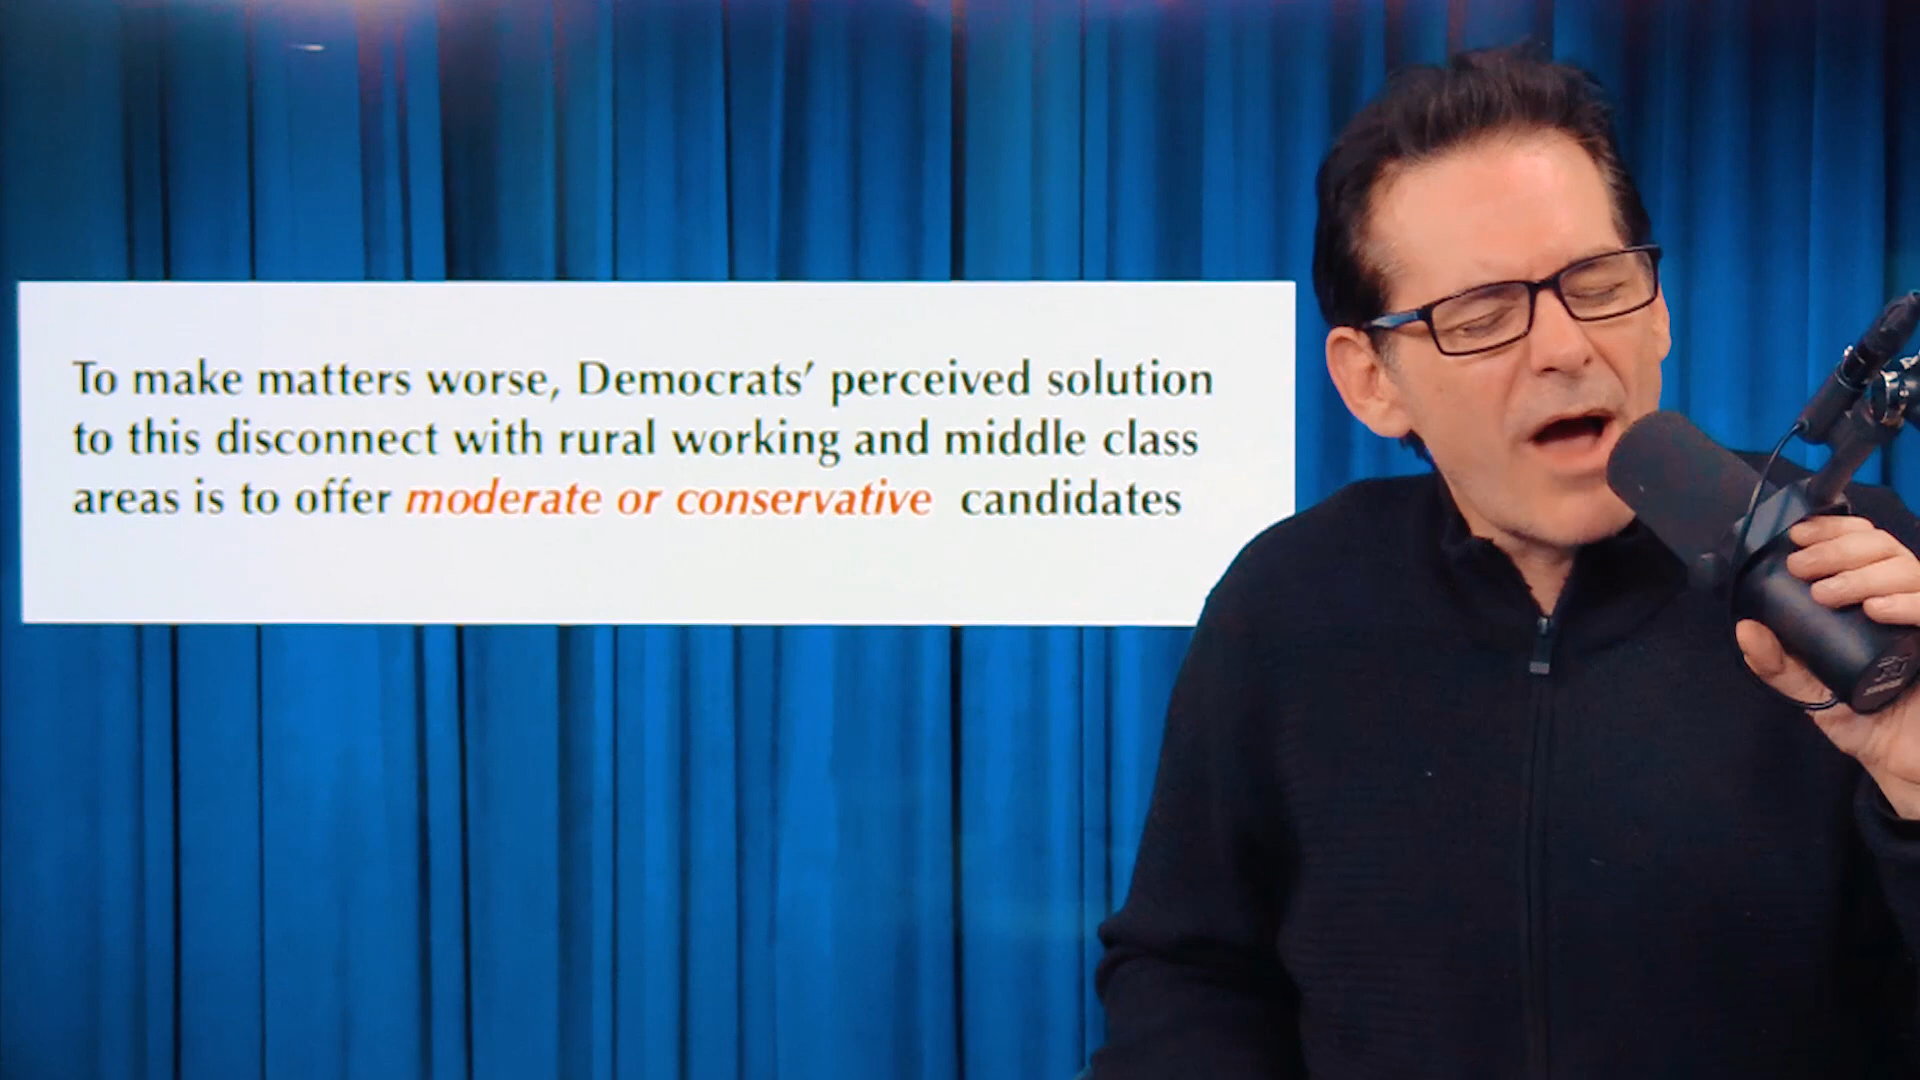 To make matters worse, Democrats’ perceived solution
to this disconnect with rural working and middle class
areas is to offer moderate or conservative candidates
SHURE